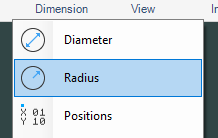 Dimension View
Diameter
Radius
X 01
Y 10 Positions